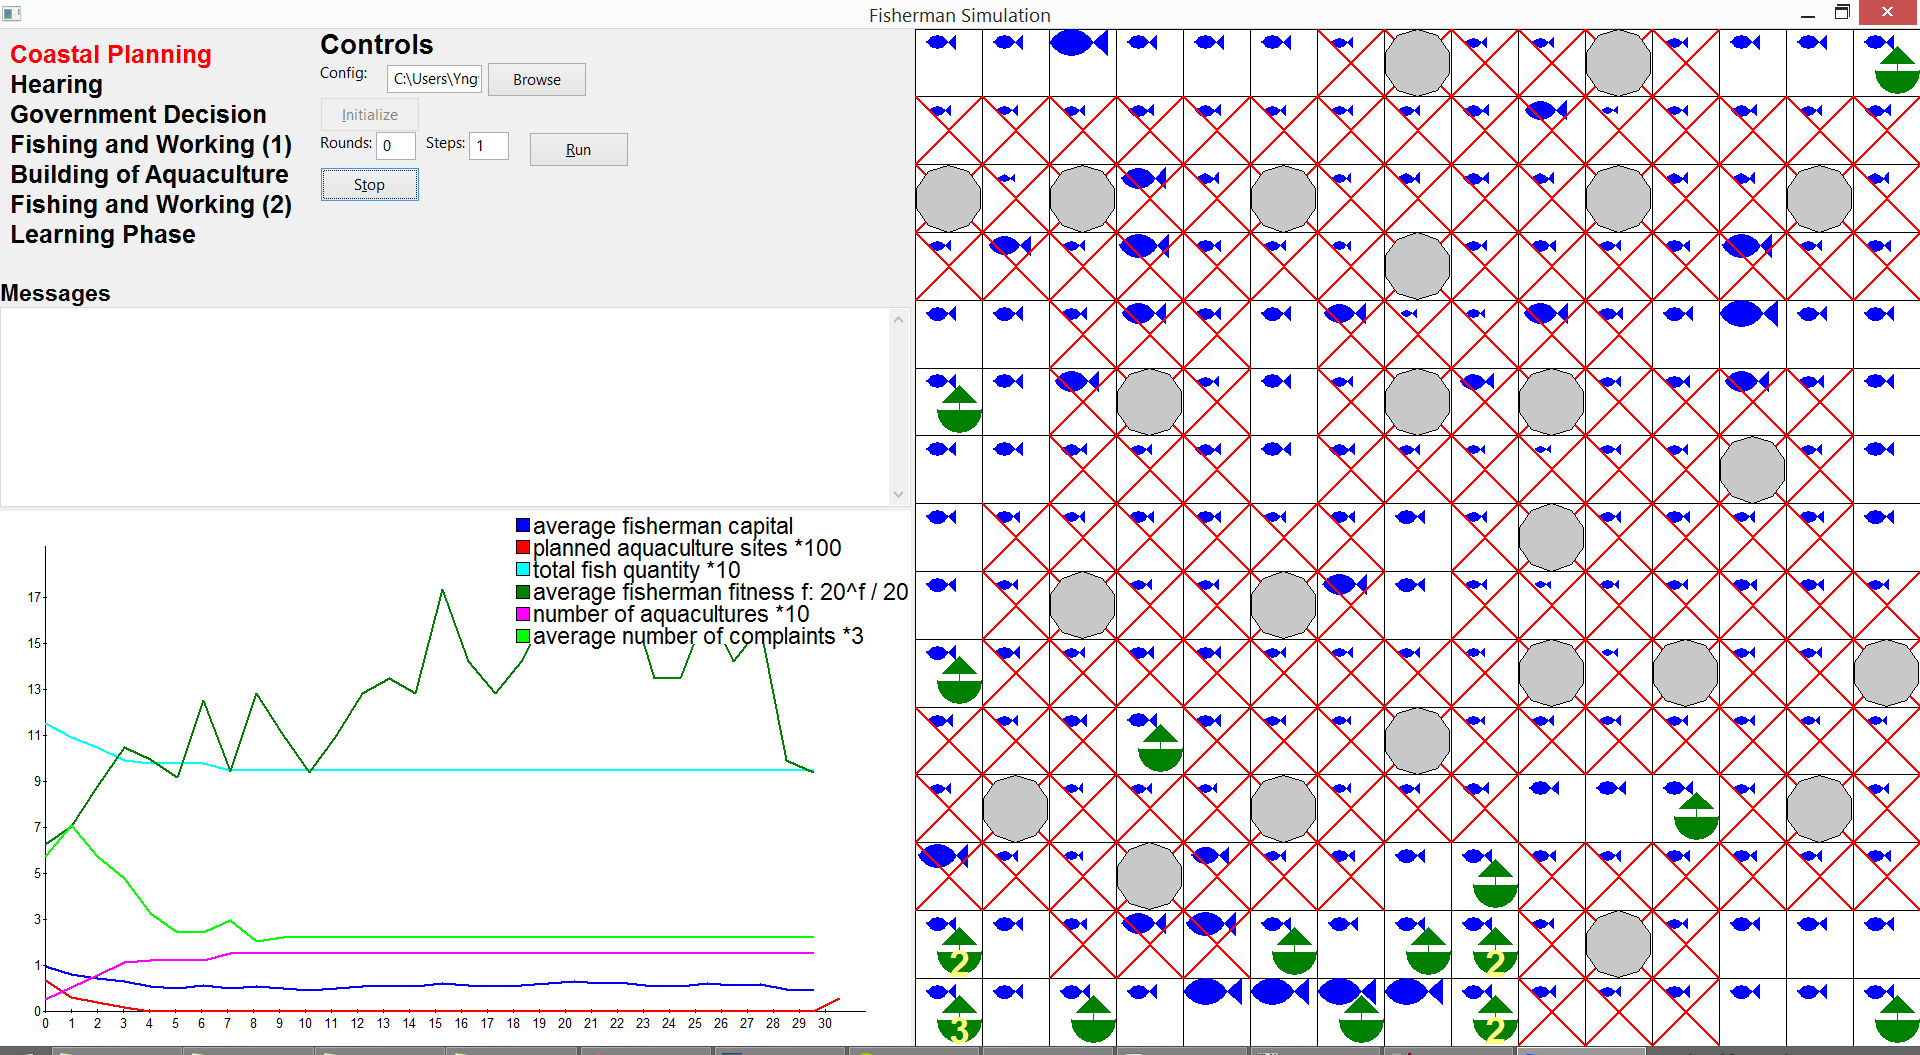 Fisherman Simulation
Coastal Planning
Hearing
Government Decision
Fishing and Working (1)
Building of Aquaculture
Fishing and Working (2)
Learning Phase
Controls
Config: C:\Users\Yng Browse
Initialize
Rounds: 0 Steps: 1 Run
Stop
Messages
average fisherman capital
planned aquaculture sites *100
total fish quantity *10
average fisherman fitness f: 20^f / 20
number of aquacultures *10
average number of complaints *3
17
15
13
11
9
7
5
3
1
0
0 1 2 3 4 5 6 7 8 9 10 11 12 13 14 15 16 17 18 19 20 21 22 23 24 25 26 27 28 29 30
2 2
3 2